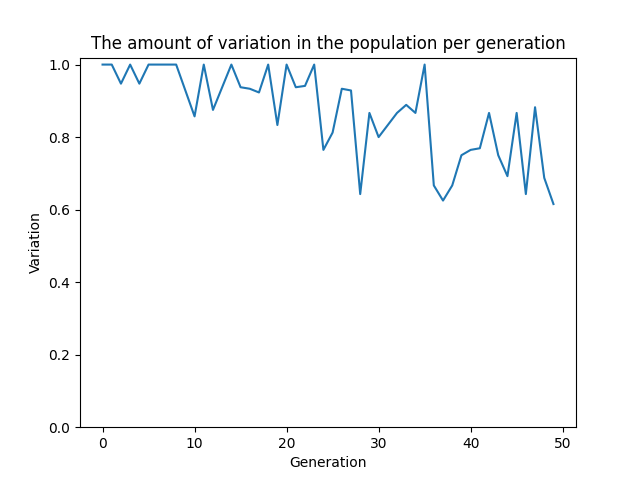 The amount of variation in the population per generation
1.0
0.8
0.6
0.4
0.2
0.0
Variation
0 10 20 30 40 50
Generation